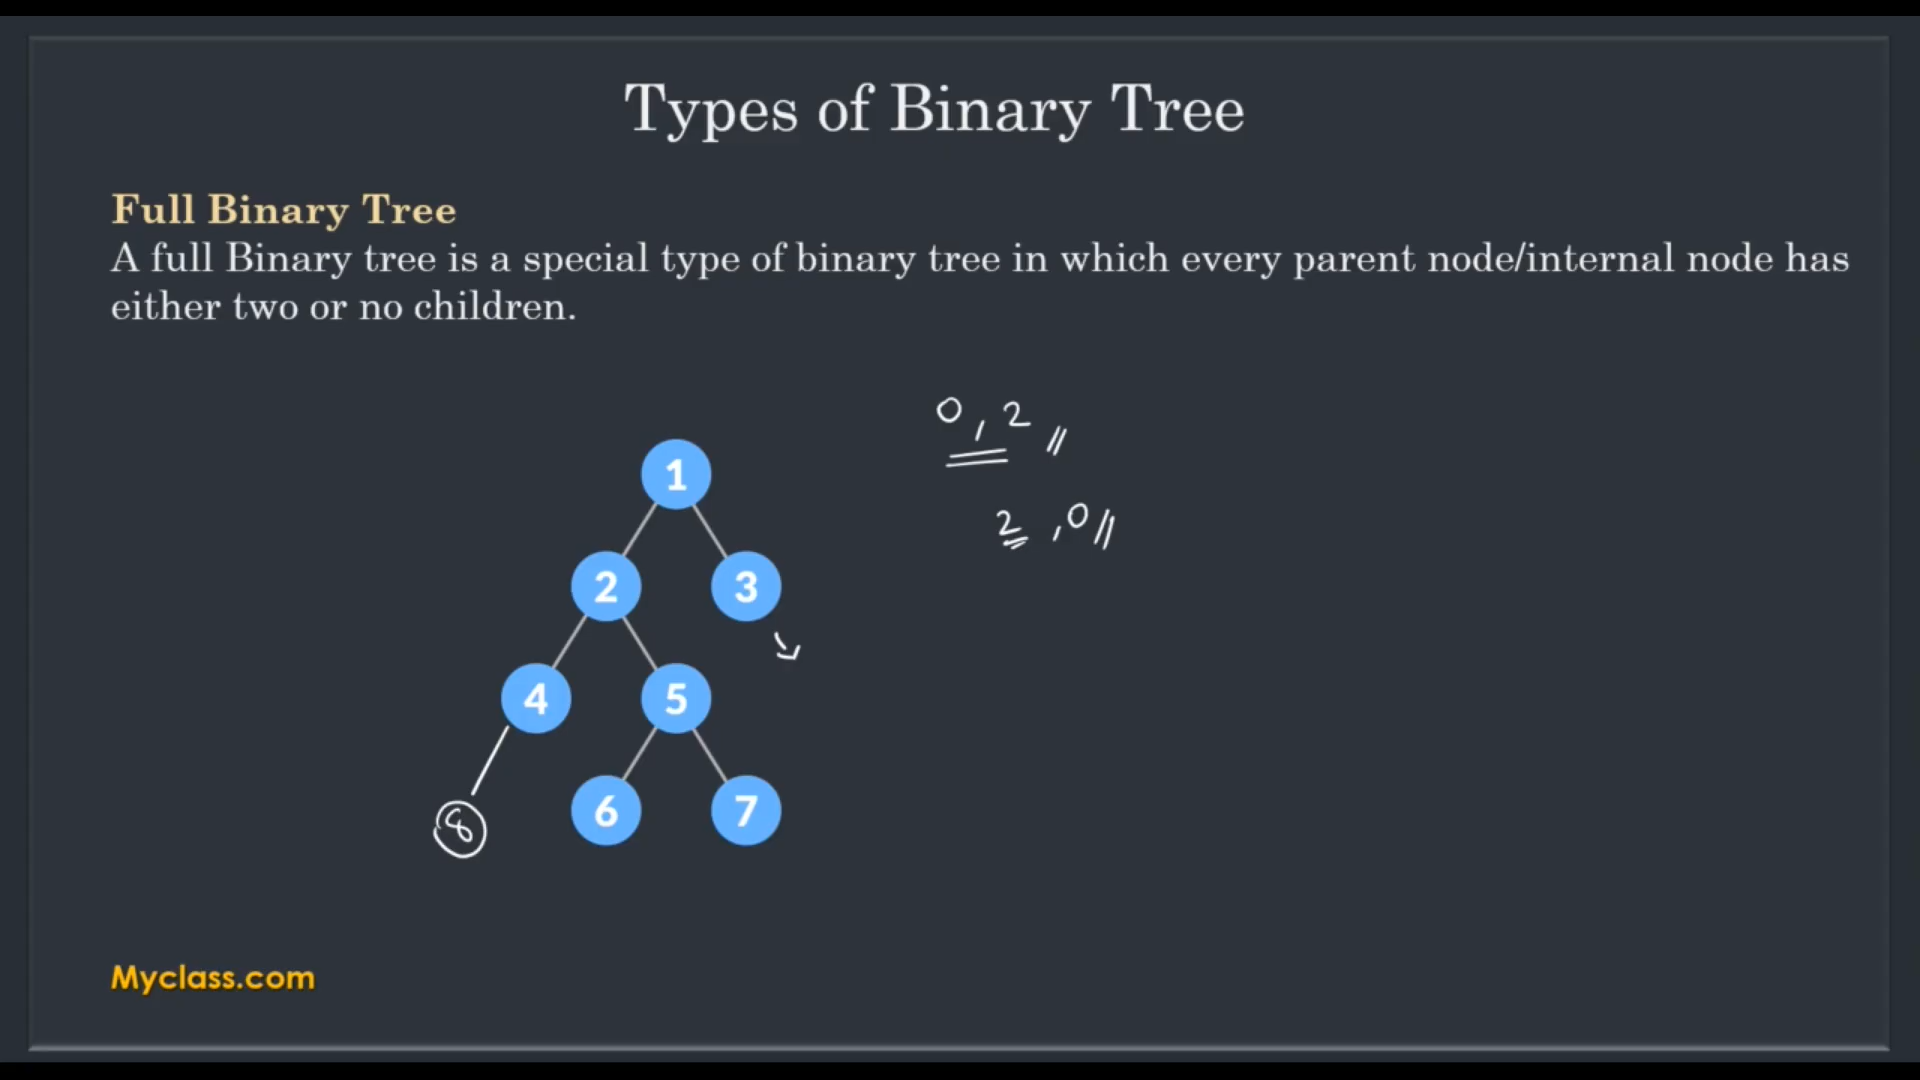 Types of Binary Tree
Full Binary Tree
A full Binary tree is a special type of binary tree in which every parent node/internal node has
either two or no children.
0, 2
1
2, 0
2 3
4 5
8 6 7
Myclass.com